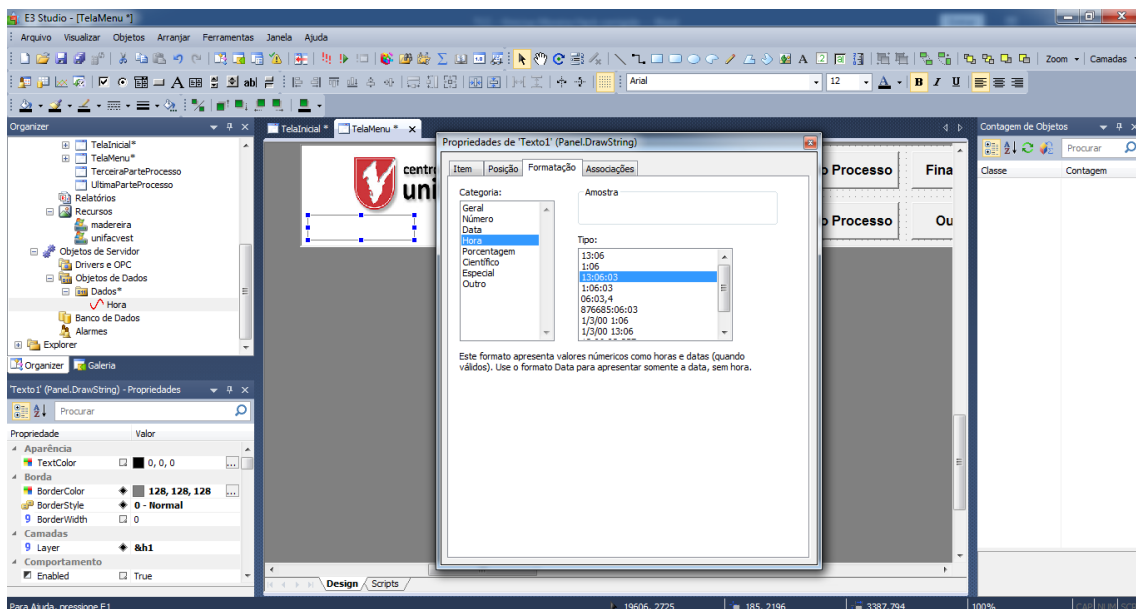 E3 Studio - [TelaMenu *]
Arquivo Visualizar Objetos Arranjar Ferramentas Janela Ajuda
Zoom Camadas
Arial 12 A B I U
Organizer
TelaInicial*
TelaMenu*
TerceiraParteProcesso
UltimaParteProcesso
Relatórios
Recursos
madereira
unifacvest
Objetos de Servidor
Drivers e OPC
Objetos de Dados
Dados*
Hora
Banco de Dados
Alarmes
Explorer
Organizer Galeria
'Texto1' (Panel.DrawString) - Propriedades
Procurar
Propriedade Valor
Aparência
TextColor 0, 0, 0 ...
Borda
BorderColor 128, 128, 128 ...
BorderStyle 0 - Normal
BorderWidth 0
Camadas
Layer &h1
Comportamento
Enabled True
TelaInicial * TelaMenu * x
centr
uni
o Processo Fina
o Processo Ou
Propriedades de 'Texto1' (Panel.DrawString)
Item Posição Formatação Associações
Categoria:
Geral
Número
Data
Hora
Porcentagem
Científico
Especial
Outro
Amostra
Tipo:
13:06
1:06
13:06:03
1:06:03
06:03,4
876685:06:03
1/3/00 1:06
1/3/00 13:06
Este formato apresenta valores númericos como horas e datas (quando
válidos). Use o formato Data para apresentar somente a data, sem hora.
Design Scripts
Contagem de Objetos
Procurar
Classe Contagem
Para Ajuda, pressione F1
19606, 2725 185, 2196 3387,794 100% CAP NUM SCR